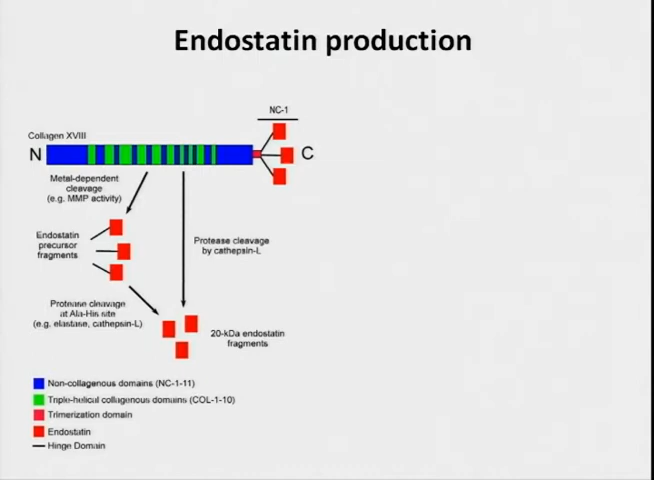 Endostatin production
NC-1
Collagen XVIII
N
C
Metal-dependent
cleavage
(e.g. MMP activity)
Endostatin
precursor
fragments
Protease cleavage
by cathepsin-L
Protease cleavage
at Ala-His site
(e.g. elastase, cathepsin-L)
20-kDa endostatin
fragments
Non-collagenous domains (NC-1-11)
Triple-helical collagenous domains (COL-1-10)
Trimerization domain
Endostatin
Hinge Domain